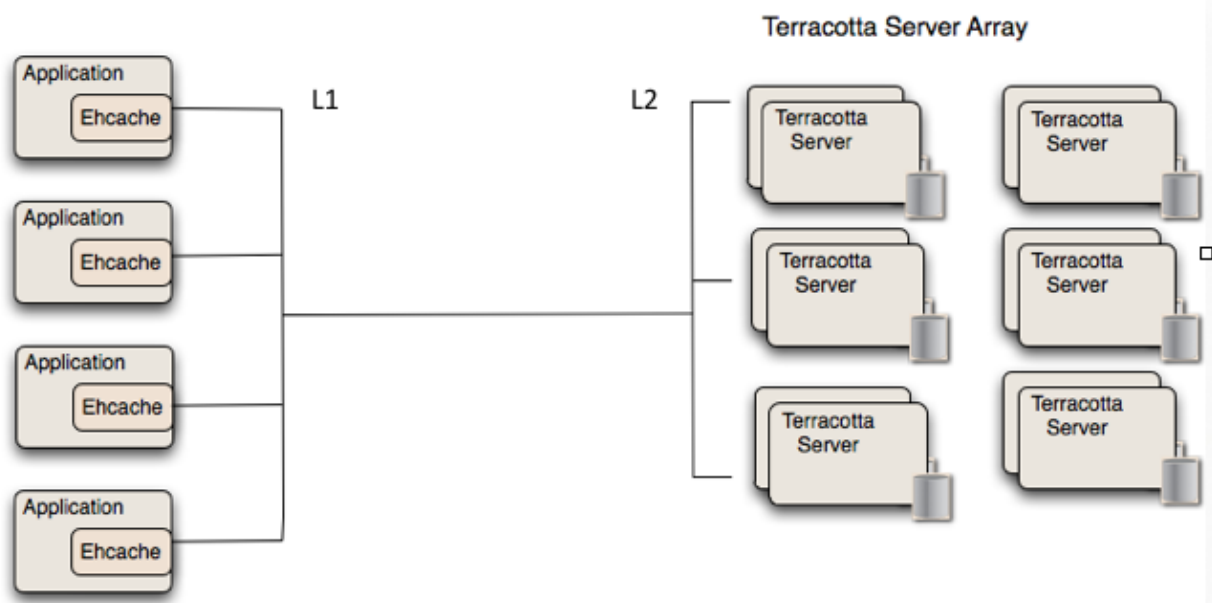 Terracotta Server Array
Application
Ehcache
Application
Ehcache
Application
Ehcache
Application
Ehcache
L1
L2
Terracotta
Server
Terracotta
Server
Terracotta
Server
Terracotta
Server
Terracotta
Server
Terracotta
Server